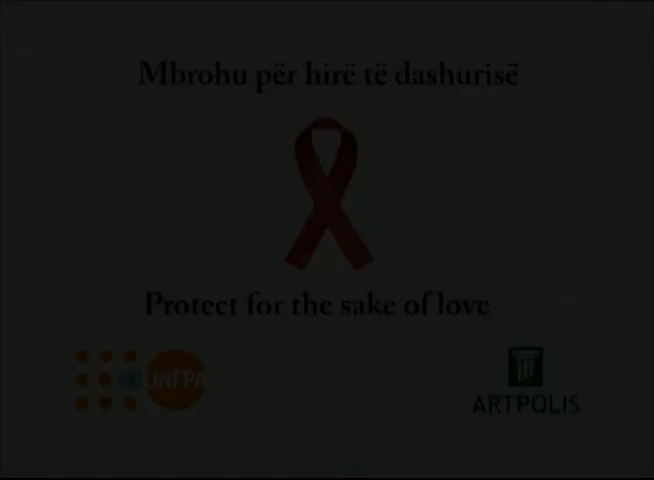 Mbrohu për hirë të dashurisë
Protect for the sake of love
UNFPA
ARTPOLIS